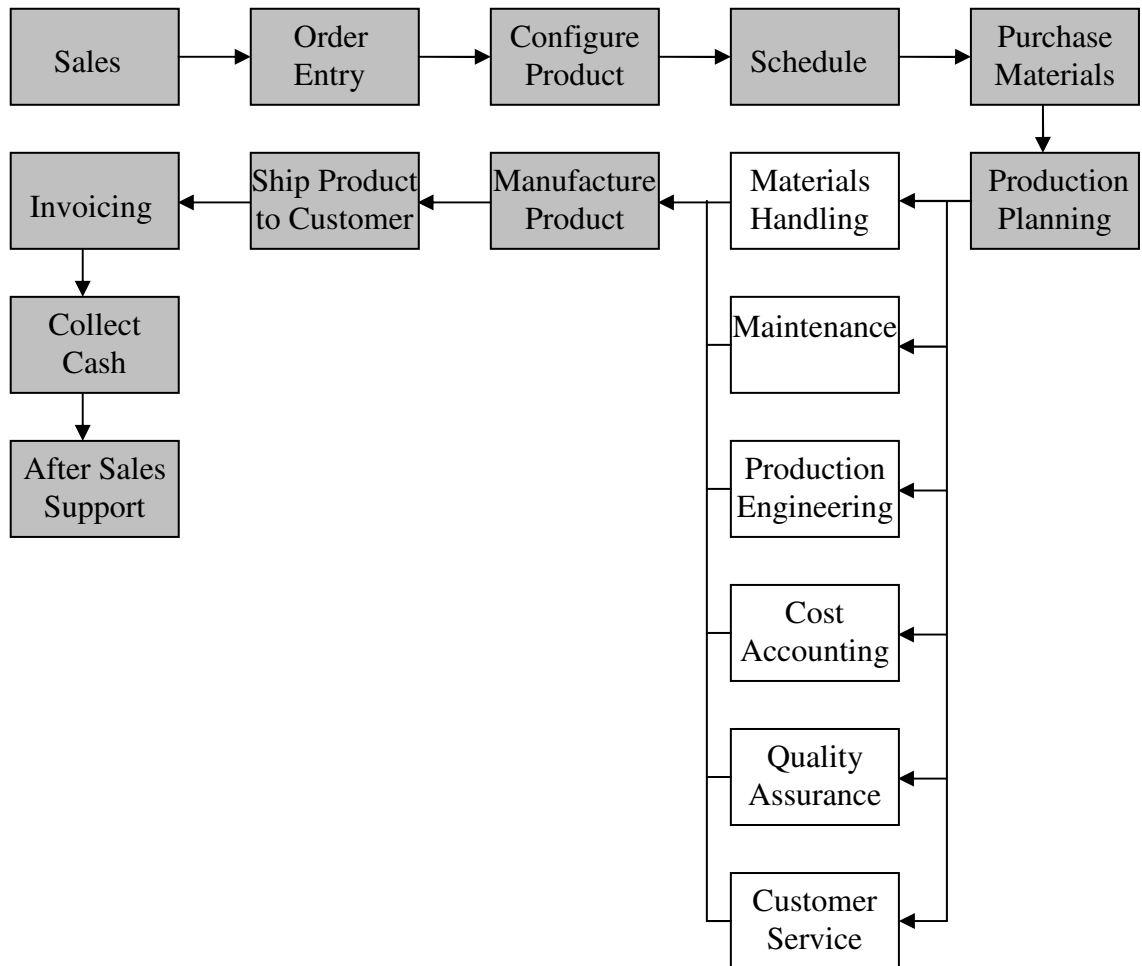 Sales
Order
Entry
Configure
Product
Schedule
Purchase
Materials
Invoicing
Ship Product
to Customer
Manufacture
Product
Materials
Handling
Production
Planning
Collect
Cash
Maintenance
After Sales
Support
Production
Engineering
Cost
Accounting
Quality
Assurance
Customer
Service